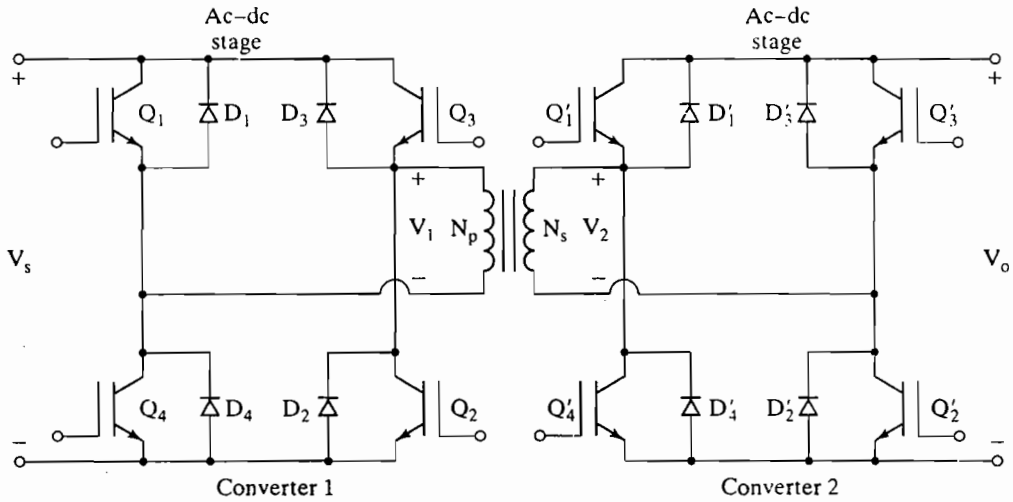 Ac–dc
stage
Ac–dc
stage
+
+
Q₁ D₁ D₃ Q₃
Q′₁ D′₁ D′₃ Q′₃
+ +
Vₛ V₁ Nₚ Nₛ V₂ Vₒ
– –
Q₄ D₄ D₂ Q₂
Q′₄ D′₄ D′₂ Q′₂
– –
Converter 1
Converter 2